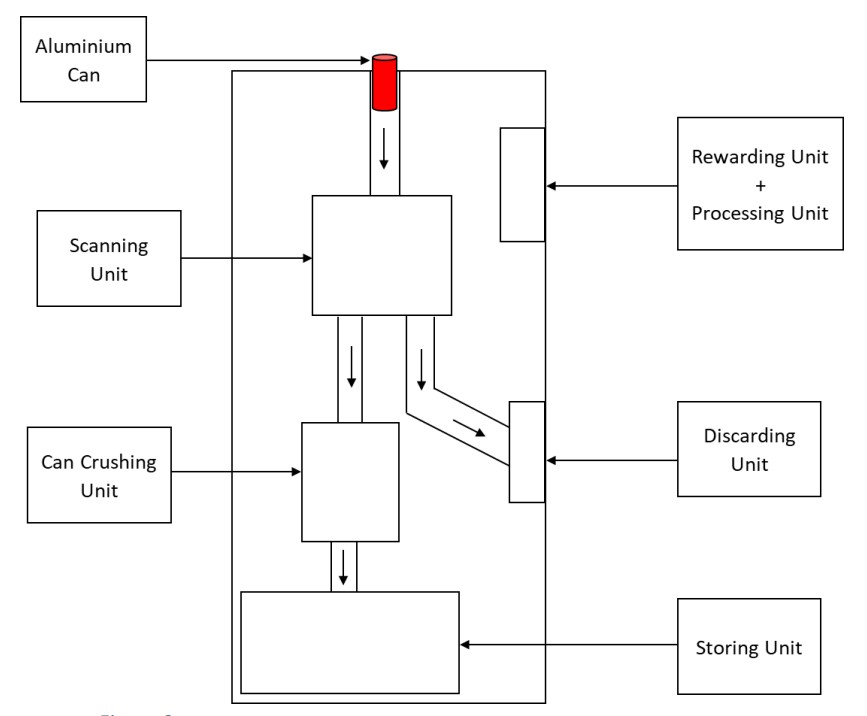 Aluminium
Can
Rewarding Unit
+
Processing Unit
Scanning
Unit
Discarding
Unit
Can Crushing
Unit
Storing Unit